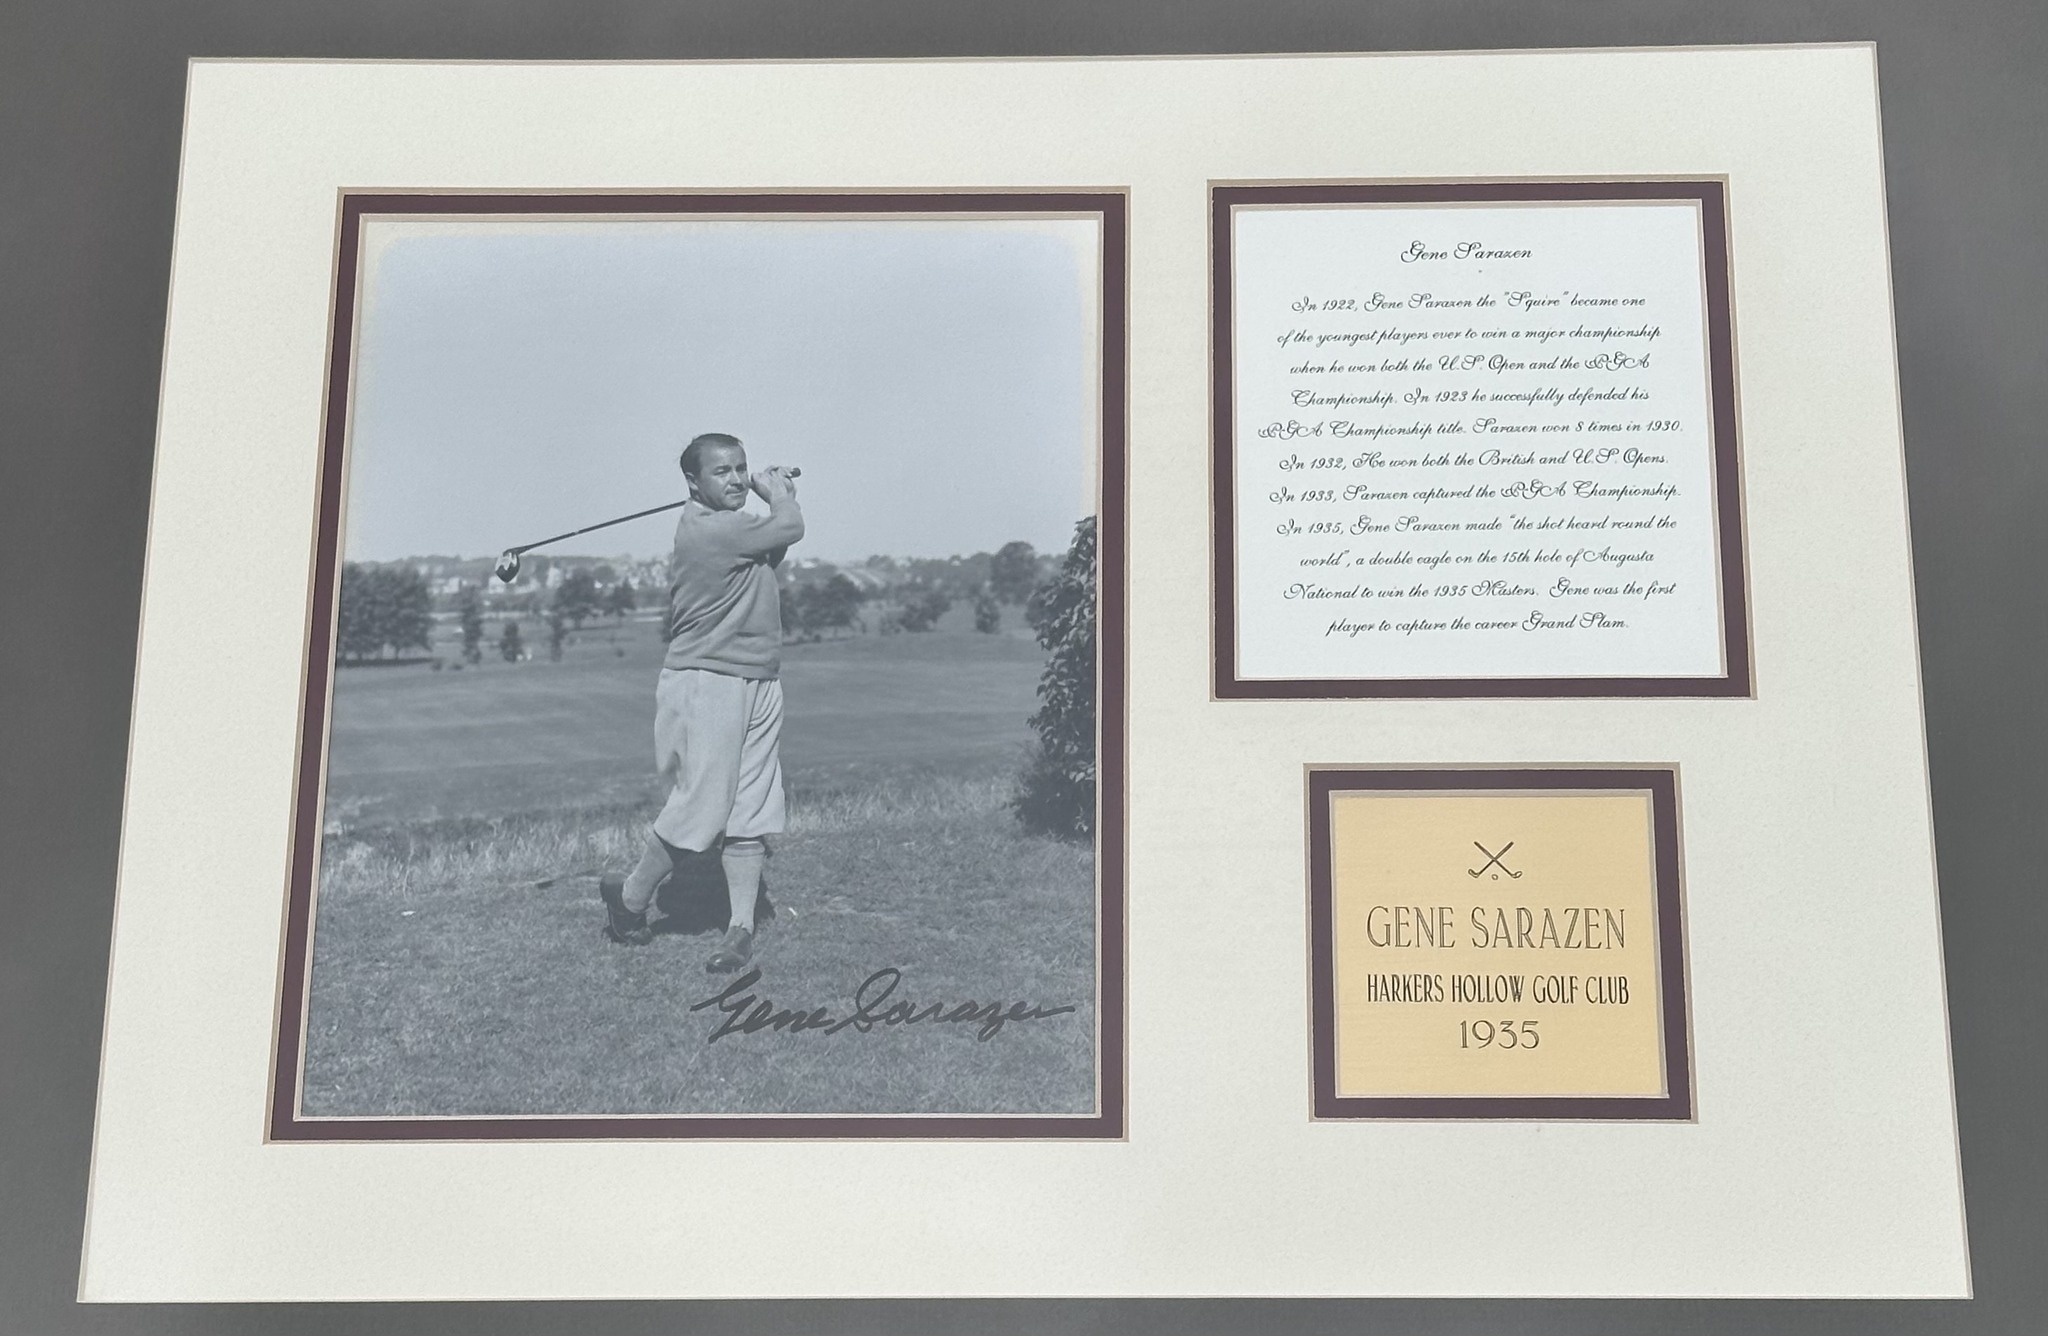 Gene Sarazen
Gene Sarazen
In 1922, Gene Sarazen the "Squire" became one
of the youngest players ever to win a major championship
when he won both the U.S. Open and the PGA
Championship. In 1923 he successfully defended his
PGA Championship title. Sarazen won 8 times in 1930.
In 1932, He won both the British and U.S. Opens.
In 1933, Sarazen captured the PGA Championship.
In 1935, Gene Sarazen made "the shot heard round the
world", a double eagle on the 15th hole of Augusta
National to win the 1935 Masters. Gene was the first
player to capture the career Grand Slam.
GENE SARAZEN
HARKERS HOLLOW GOLF CLUB
1935